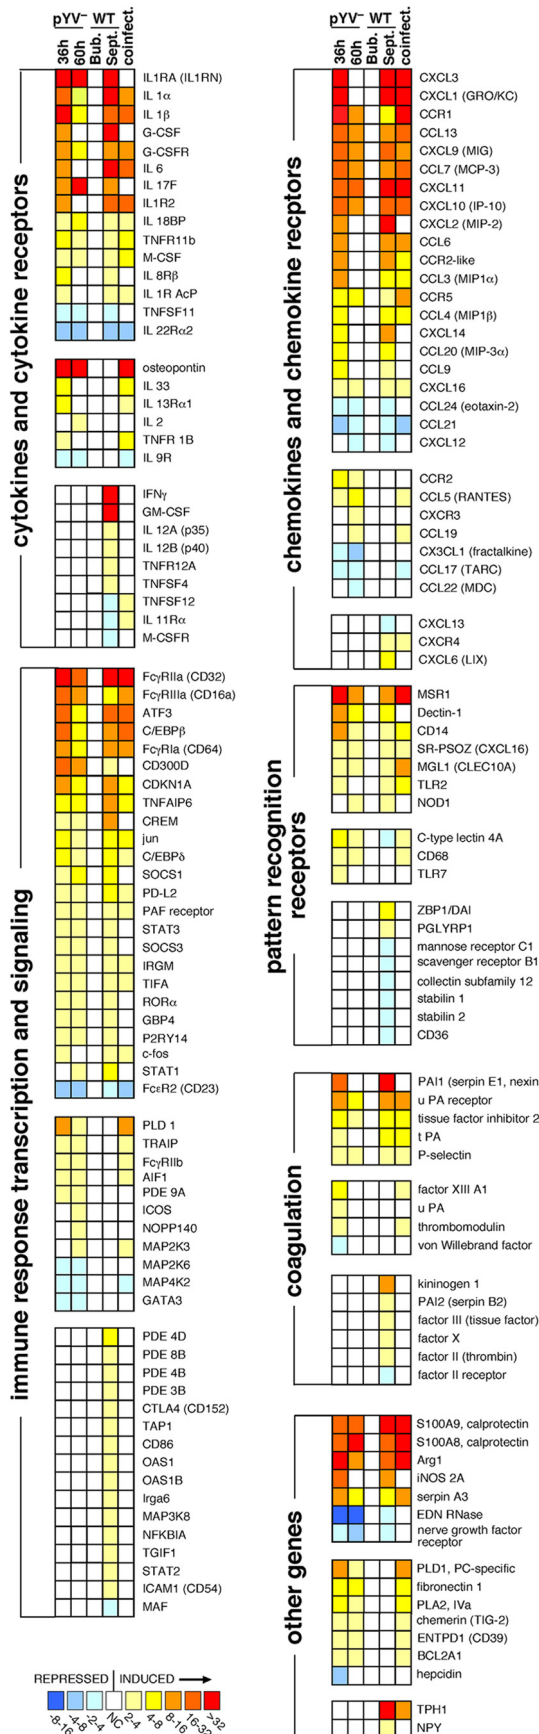 pYV– WT
36h 60h Bub. Sept. coinfect.
cytokines and cytokine receptors
IL1RA (IL1RN)
IL 1α
IL 1β
G-CSF
G-CSFR
IL 6
IL 17F
IL1R2
IL 18BP
TNFR11b
M-CSF
IL 8Rβ
IL 1R AcP
TNFSF11
IL 22Rα2
osteopontin
IL 33
IL 13Rα1
IL 2
TNFR 1B
IL 9R
IFNγ
GM-CSF
IL 12A (p35)
IL 12B (p40)
TNFR12A
TNFSF4
TNFSF12
IL 11Rα
M-CSFR
immune response transcription and signaling
FcγRIIa (CD32)
FcγRIIIa (CD16a)
ATF3
C/EBPβ
FcγRIa (CD64)
CD300D
CDKN1A
TNFAIP6
CREM
jun
C/EBPδ
SOCS1
PD-L2
PAF receptor
STAT3
SOCS3
IRGM
TIFA
RORα
GBP4
P2RY14
c-fos
STAT1
FcεR2 (CD23)
PLD 1
TRAIP
FcγRIIb
AIF1
PDE 9A
ICOS
NOPP140
MAP2K3
MAP2K6
MAP4K2
GATA3
PDE 4D
PDE 8B
PDE 4B
PDE 3B
CTLA4 (CD152)
TAP1
CD86
OAS1
OAS1B
Irga6
MAP3K8
NFKBIA
TGIF1
STAT2
ICAM1 (CD54)
MAF
REPRESSED | INDUCED
-8-16 -4-8 -2-4 NC 2-4 4-8 8-16 16-32 >32
pYV– WT
36h 60h Bub. Sept. coinfect.
chemokines and chemokine recptors
CXCL3
CXCL1 (GRO/KC)
CCR1
CCL13
CXCL9 (MIG)
CCL7 (MCP-3)
CXCL11
CXCL10 (IP-10)
CXCL2 (MIP-2)
CCL6
CCR2-like
CCL3 (MIP1α)
CCR5
CCL4 (MIP1β)
CXCL14
CCL20 (MIP-3α)
CCL9
CXCL16
CCL24 (eotaxin-2)
CCL21
CXCL12
CCR2
CCL5 (RANTES)
CXCR3
CCL19
CX3CL1 (fractalkine)
CCL17 (TARC)
CCL22 (MDC)
CXCL13
CXCR4
CXCL6 (LIX)
pattern recognition
receptors
MSR1
Dectin-1
CD14
SR-PSOZ (CXCL16)
MGL1 (CLEC10A)
TLR2
NOD1
C-type lectin 4A
CD68
TLR7
ZBP1/DAI
PGLYRP1
mannose receptor C1
scavenger receptor B1
collectin subfamily 12
stabilin 1
stabilin 2
CD36
coagulation
PAI1 (serpin E1, nexin
u PA receptor
tissue factor inhibitor 2
t PA
P-selectin
factor XIII A1
u PA
thrombomodulin
von Willebrand factor
kininogen 1
PAI2 (serpin B2)
factor III (tissue factor)
factor X
factor II (thrombin)
factor II receptor
other genes
S100A9, calprotectin
S100A8, calprotectin
Arg1
iNOS 2A
serpin A3
EDN RNase
nerve growth factor
receptor
PLD1, PC-specific
fibronectin 1
PLA2, IVa
chemerin (TIG-2)
ENTPD1 (CD39)
BCL2A1
hepcidin
TPH1
NPY